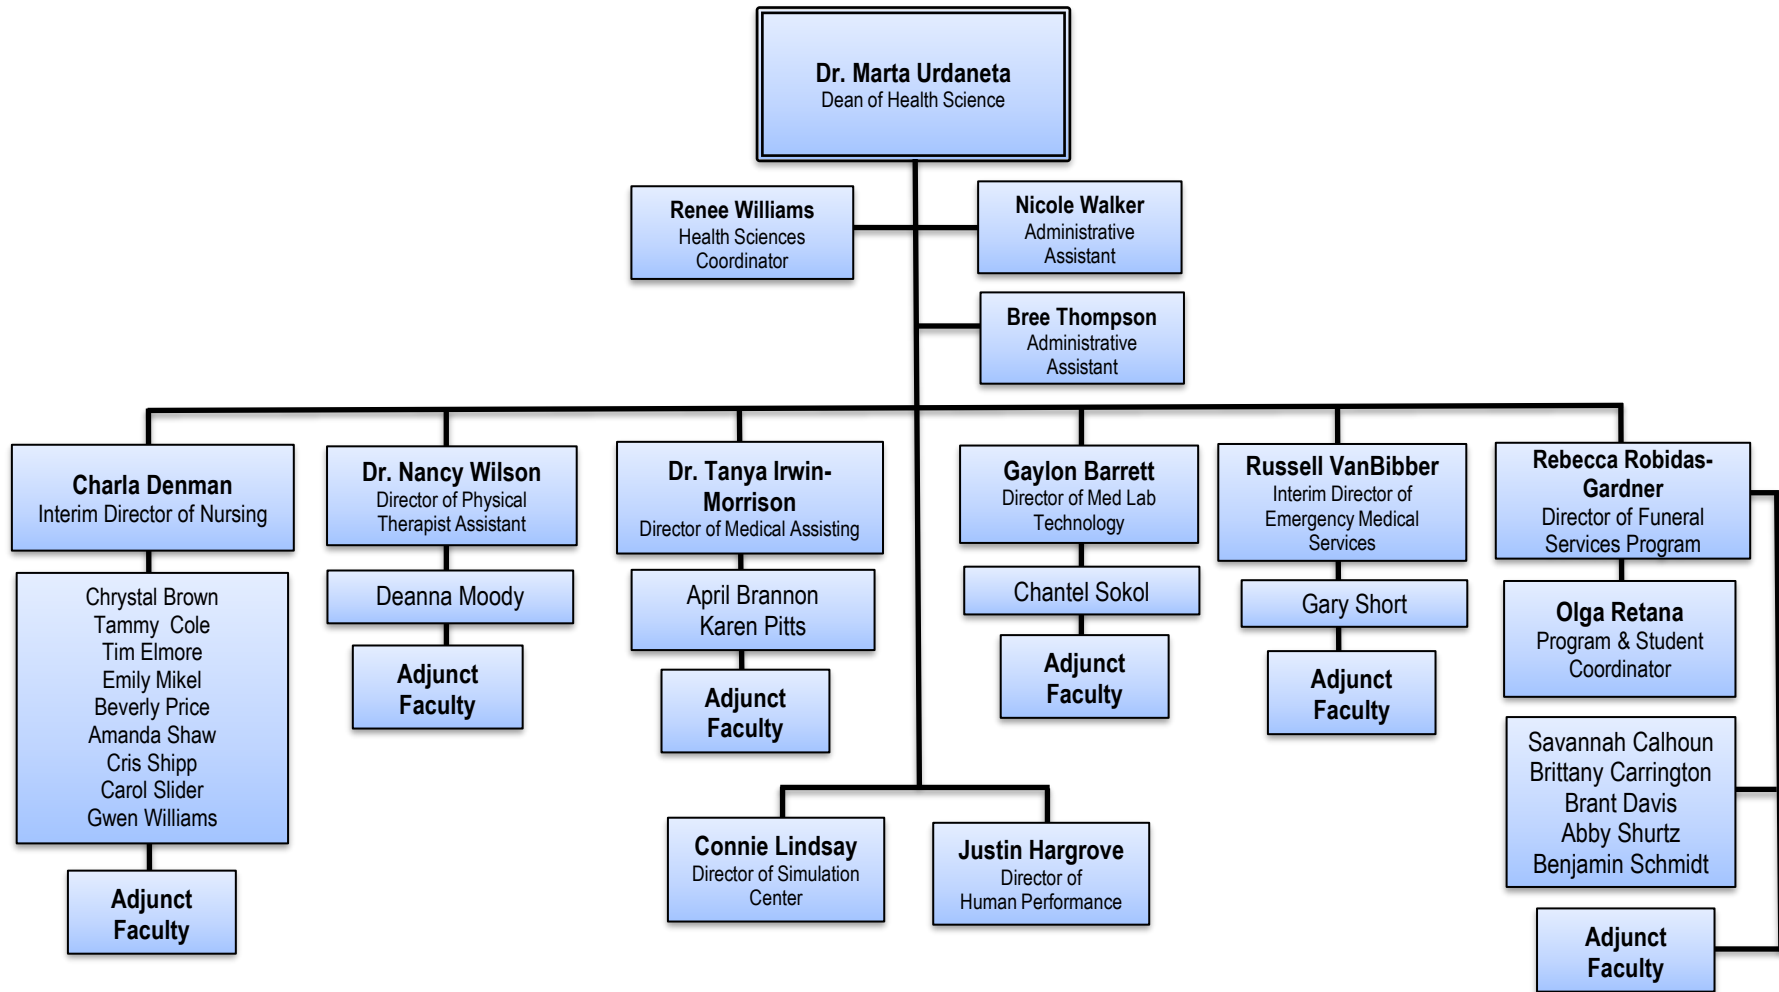 Dr. Marta Urdaneta
Dean of Health Science
Renee Williams
Health Sciences
Coordinator
Nicole Walker
Administrative
Assistant
Bree Thompson
Administrative
Assistant
Charla Denman
Interim Director of Nursing
Chrystal Brown
Tammy  Cole
Tim Elmore
Emily Mikel
Beverly Price
Amanda Shaw
Cris Shipp
Carol Slider
Gwen Williams
Adjunct
Faculty
Dr. Nancy Wilson
Director of Physical
Therapist Assistant
Deanna Moody
Adjunct
Faculty
Dr. Tanya Irwin-
Morrison
Director of Medical Assisting
April Brannon
Karen Pitts
Adjunct
Faculty
Gaylon Barrett
Director of Med Lab
Technology
Chantel Sokol
Adjunct
Faculty
Russell VanBibber
Interim Director of
Emergency Medical
Services
Gary Short
Adjunct
Faculty
Rebecca Robidas-
Gardner
Director of Funeral
Services Program
Olga Retana
Program & Student
Coordinator
Savannah Calhoun
Brittany Carrington
Brant Davis
Abby Shurtz
Benjamin Schmidt
Adjunct
Faculty
Connie Lindsay
Director of Simulation
Center
Justin Hargrove
Director of
Human Performance